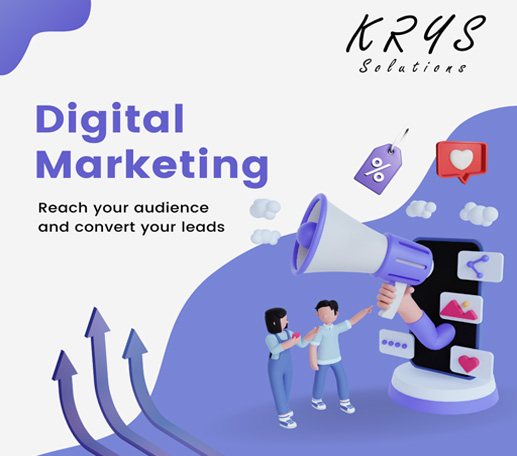 KRYS
Solutions
Digital
Marketing
Reach your audience
and convert your leads
%